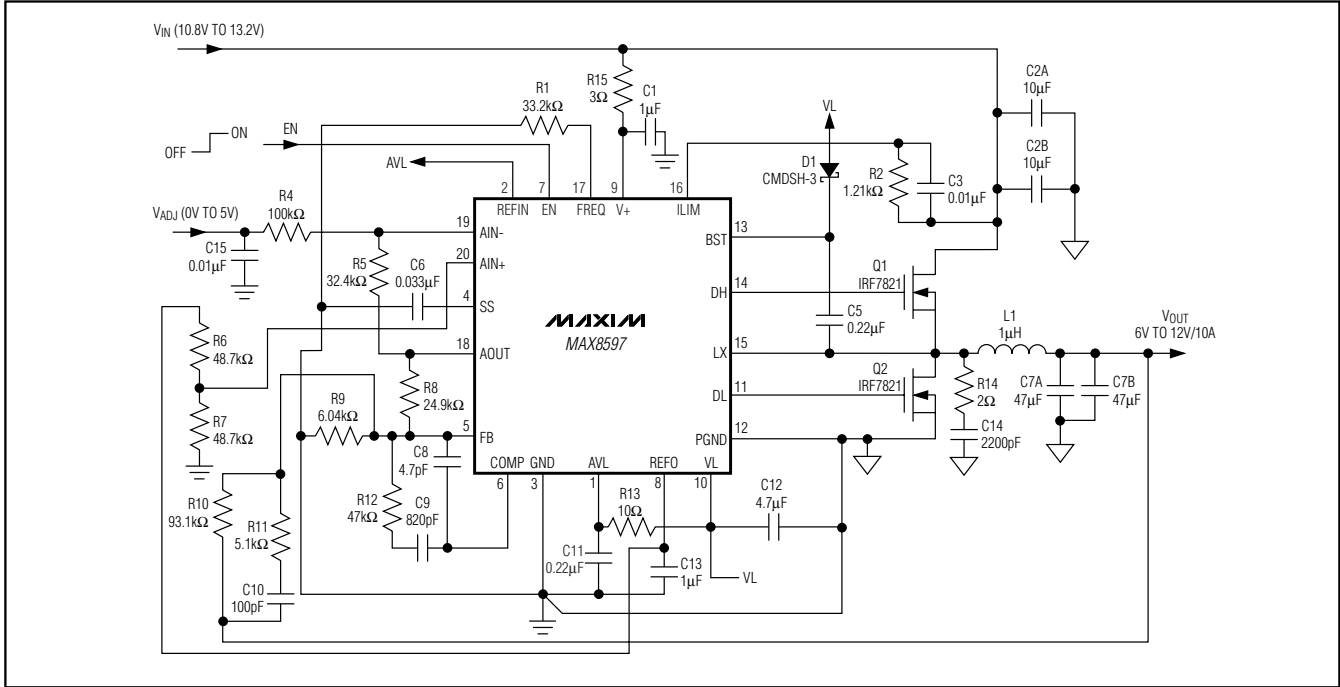 VIN (10.8V TO 13.2V)
R15
3Ω
C1
1µF
C2A
10µF
R1
33.2kΩ
VL
EN
ON
OFF
AVL
D1
CMDSH-3
R2
1.21kΩ
C3
0.01µF
C2B
10µF
2
7
17
9
16
REFIN
EN
FREQ
V+
ILIM
VADJ (0V TO 5V)
R4
100kΩ
C15
0.01µF
19
AIN-
20
AIN+
13
BST
R5
32.4kΩ
C6
0.033µF
4
SS
14
DH
Q1
IRF7821
C5
0.22µF
R6
48.7kΩ
MAXIM
MAX8597
18
AOUT
15
LX
L1
1µH
VOUT
6V TO 12V/10A
R7
48.7kΩ
R9
6.04kΩ
R8
24.9kΩ
11
DL
Q2
IRF7821
R14
2Ω
C7A
47µF
C7B
47µF
5
FB
12
PGND
C14
2200pF
C8
4.7pF
COMP
GND
AVL
REFO
VL
6
3
1
8
10
R10
93.1kΩ
R11
5.1kΩ
R12
47kΩ
C9
820pF
R13
10Ω
C12
4.7µF
C11
0.22µF
C13
1µF
VL
C10
100pF